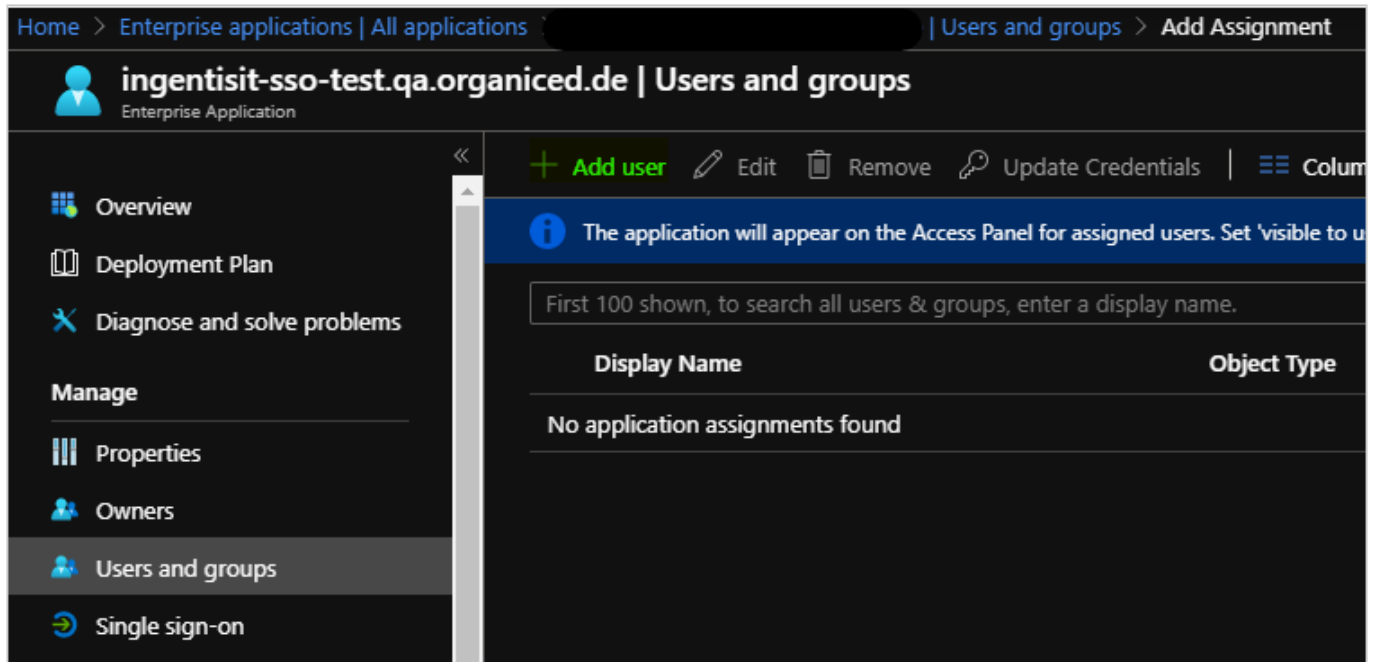 Home > Enterprise applications | All applications > | Users and groups > Add Assignment
ingentisit-sso-test.qa.organiced.de | Users and groups
Enterprise Application
«
+ Add user Edit Remove Update Credentials | Colum
Overview
The application will appear on the Access Panel for assigned users. Set 'visible to u
Deployment Plan
First 100 shown, to search all users & groups, enter a display name.
Diagnose and solve problems
Display Name Object Type
Manage
No application assignments found
Properties
Owners
Users and groups
Single sign-on